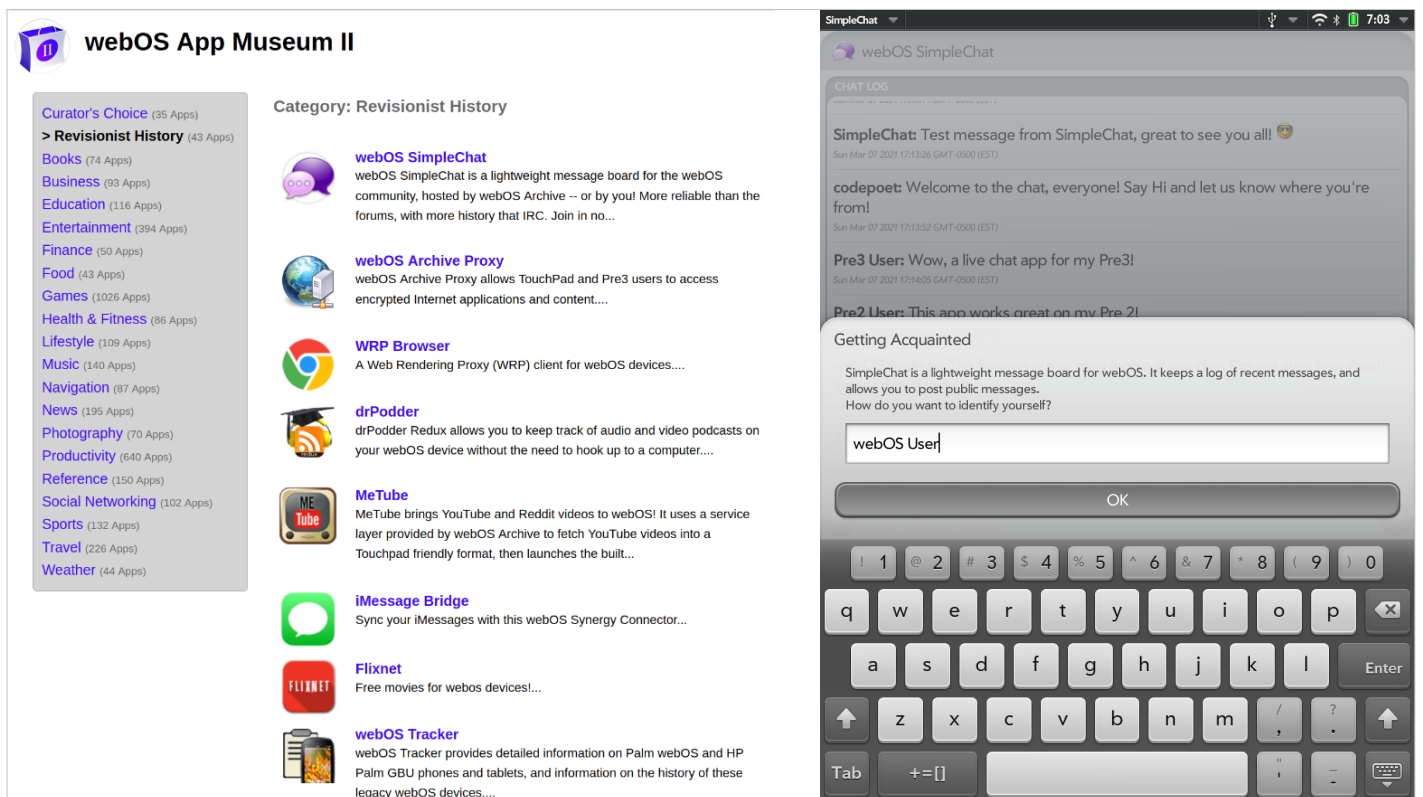 webOS App Museum II
Curator's Choice (35 Apps)
> Revisionist History (43 Apps)
Books (74 Apps)
Business (93 Apps)
Education (116 Apps)
Entertainment (394 Apps)
Finance (50 Apps)
Food (43 Apps)
Games (1026 Apps)
Health & Fitness (86 Apps)
Lifestyle (109 Apps)
Music (140 Apps)
Navigation (87 Apps)
News (195 Apps)
Photography (70 Apps)
Productivity (640 Apps)
Reference (150 Apps)
Social Networking (102 Apps)
Sports (132 Apps)
Travel (226 Apps)
Weather (44 Apps)
Category: Revisionist History
webOS SimpleChat
webOS SimpleChat is a lightweight message board for the webOS
community, hosted by webOS Archive -- or by you! More reliable than the
forums, with more history that IRC. Join in no...
webOS Archive Proxy
webOS Archive Proxy allows TouchPad and Pre3 users to access
encrypted Internet applications and content....
WRP Browser
A Web Rendering Proxy (WRP) client for webOS devices....
drPodder
drPodder Redux allows you to keep track of audio and video podcasts on
your webOS device without the need to hook up to a computer....
ME
Tube
MeTube
MeTube brings YouTube and Reddit videos to webOS! It uses a service
layer provided by webOS Archive to fetch YouTube videos into a
Touchpad friendly format, then launches the built...
iMessage Bridge
Sync your iMessages with this webOS Synergy Connector...
FLIXNET
Flixnet
Free movies for webos devices!...
webOS Tracker
webOS Tracker provides detailed information on Palm webOS and HP
Palm GBU phones and tablets, and information on the history of these
legacy webOS devices....
SimpleChat
7:03
webOS SimpleChat
CHAT LOG
SimpleChat: Test message from SimpleChat, great to see you all! 😎
Sun Mar 07 2021 17:13:26 GMT-0500 (EST)
codepoet: Welcome to the chat, everyone! Say Hi and let us know where you're
from!
Sun Mar 07 2021 17:13:52 GMT-0500 (EST)
Pre3 User: Wow, a live chat app for my Pre3!
Sun Mar 07 2021 17:14:05 GMT-0500 (EST)
Pre2 User: This app works great on my Pre 2!
Getting Acquainted
SimpleChat is a lightweight message board for webOS. It keeps a log of recent messages, and
allows you to post public messages.
How do you want to identify yourself?
webOS User
OK
! 1 @ 2 # 3 $ 4 % 5 ^ 6 & 7 * 8 ( 9 ) 0
q w e r t y u i o p
a s d f g h j k l Enter
z x c v b n m / , ? .
Tab +=[] " ' _ -